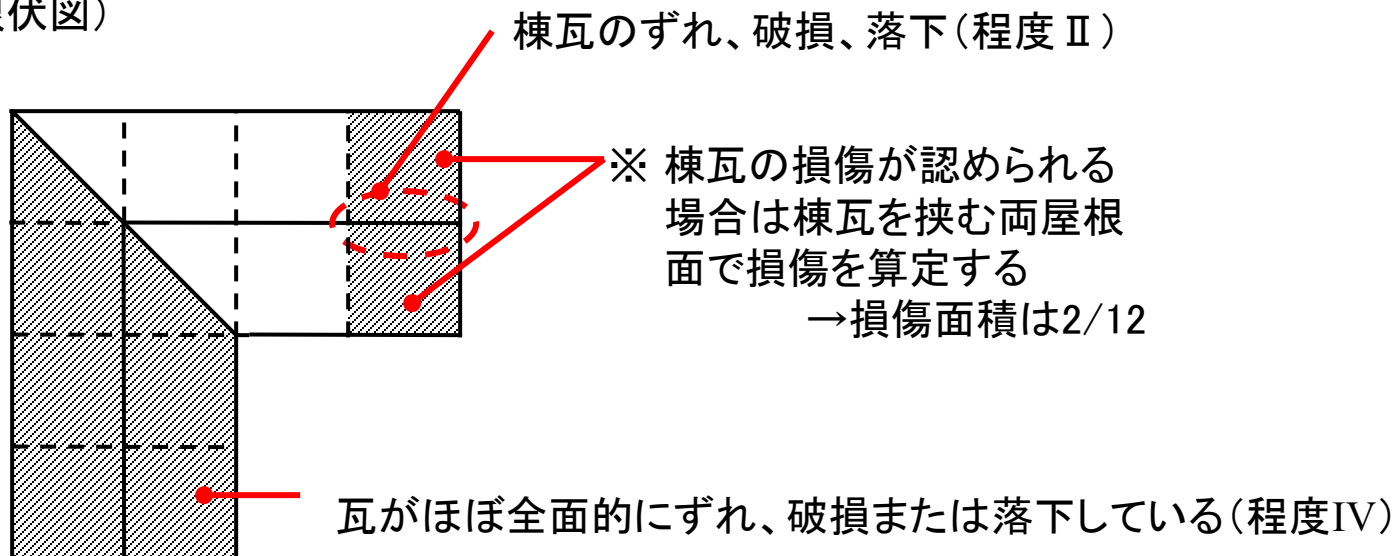 伏図）
棟瓦のずれ、破損、落下（程度Ⅱ）
※ 棟瓦の損傷が認められる
場合は棟瓦を挟む両屋根
面で損傷を算定する
→損傷面積は2/12
瓦がほぼ全面的にずれ、破損または落下している（程度Ⅳ）